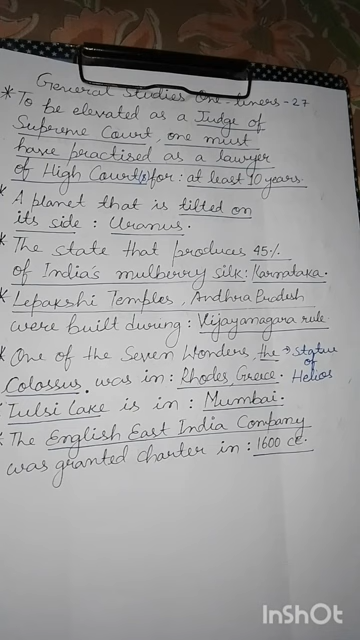 General Studies One-liners-27
* To be elevated as a Judge of
Supreme Court, one must
have practised as a lawyer
of High Court(s) for: at least 10 years.
* A planet that is tilted on
its side : Uranus.
* The state that produces 45%
of India's mulberry silk: Karnataka.
* Lepakshi Temples, Andhra Pradesh
were built during: Vijayanagara rule.
* One of the Seven Wonders, the → Statue of Helios
Colossus, was in: Rhodes, Greece.
* Tulsi Lake is in : Mumbai.
* The English East India Company
was granted charter in: 1600 CE.
InShOt